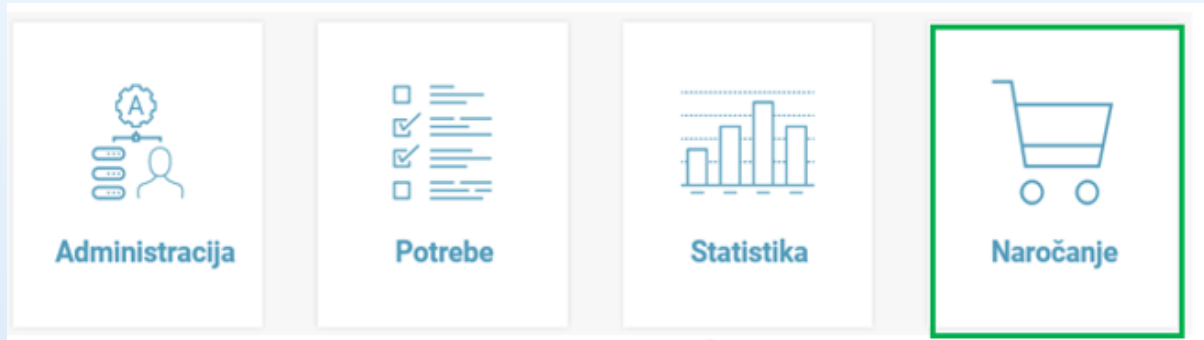 A
Administracija
Potrebe
Statistika
Naročanje